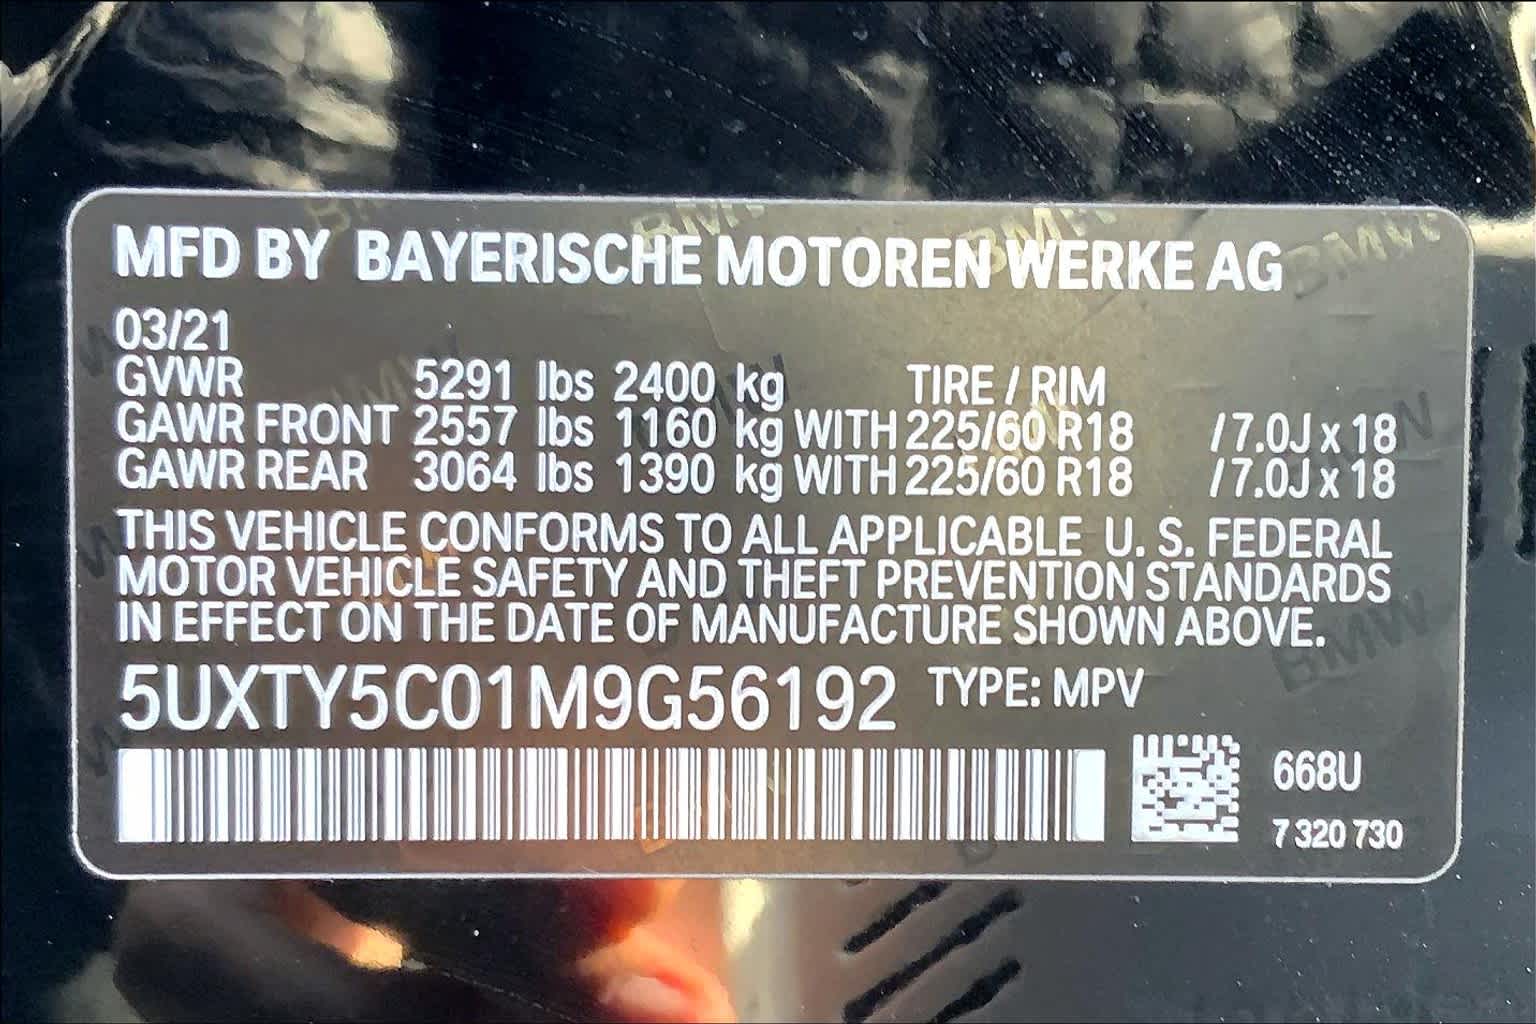 MFD BY BAYERISCHE MOTOREN WERKE AG
03/21
GVWR 5291 lbs 2400 kg TIRE / RIM
GAWR FRONT 2557 lbs 1160 kg WITH 225/60 R18 / 7.0J x 18
GAWR REAR 3064 lbs 1390 kg WITH 225/60 R18 / 7.0J x 18
THIS VEHICLE CONFORMS TO ALL APPLICABLE U. S. FEDERAL
MOTOR VEHICLE SAFETY AND THEFT PREVENTION STANDARDS
IN EFFECT ON THE DATE OF MANUFACTURE SHOWN ABOVE.
5UXTY5C01M9G56192 TYPE: MPV
668U
7 320 730